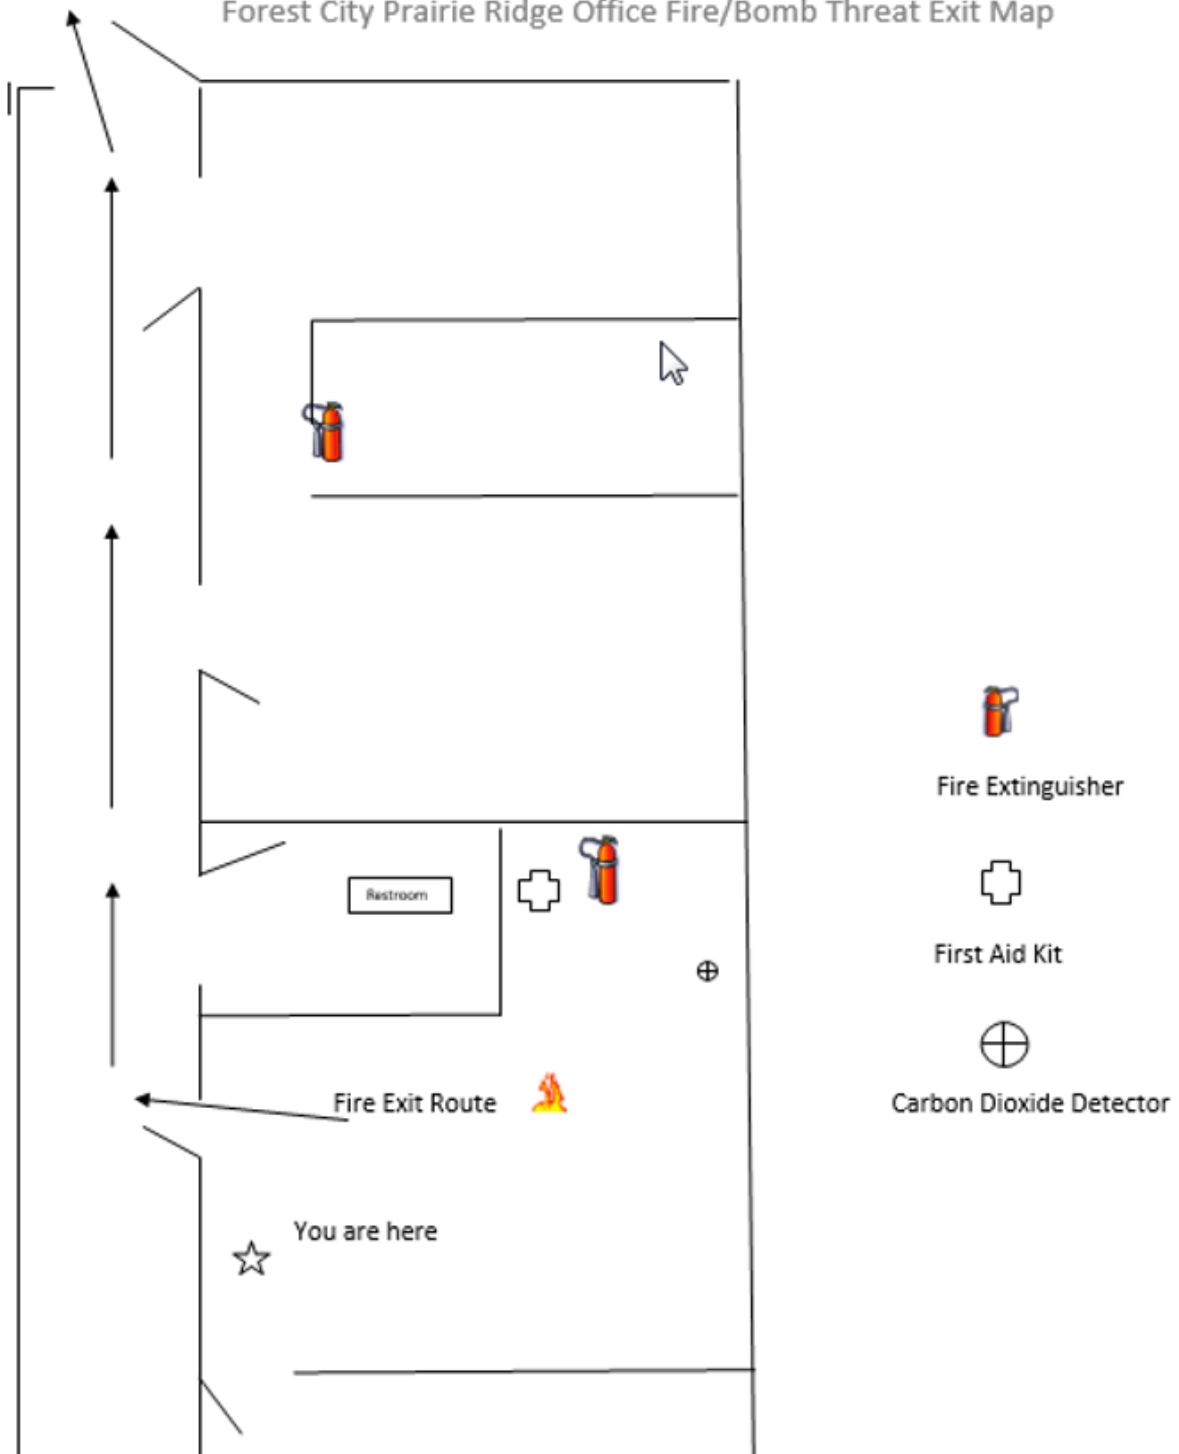 Forest City Prairie Ridge Office Fire/Bomb Threat Exit Map
Fire Extinguisher
Restroom
First Aid Kit
Fire Exit Route
Carbon Dioxide Detector
You are here